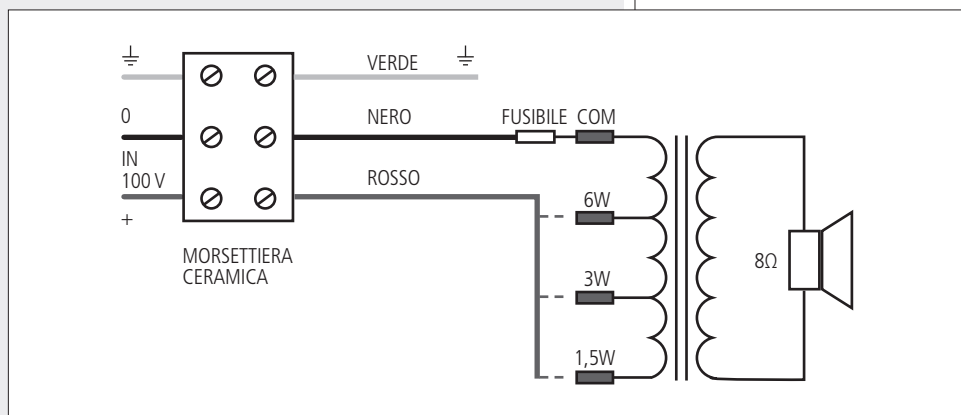 VERDE
0
NERO
FUSIBILE COM
IN
100 V
ROSSO
+
6W
MORSETTIERA
CERAMICA
8Ω
3W
1,5W